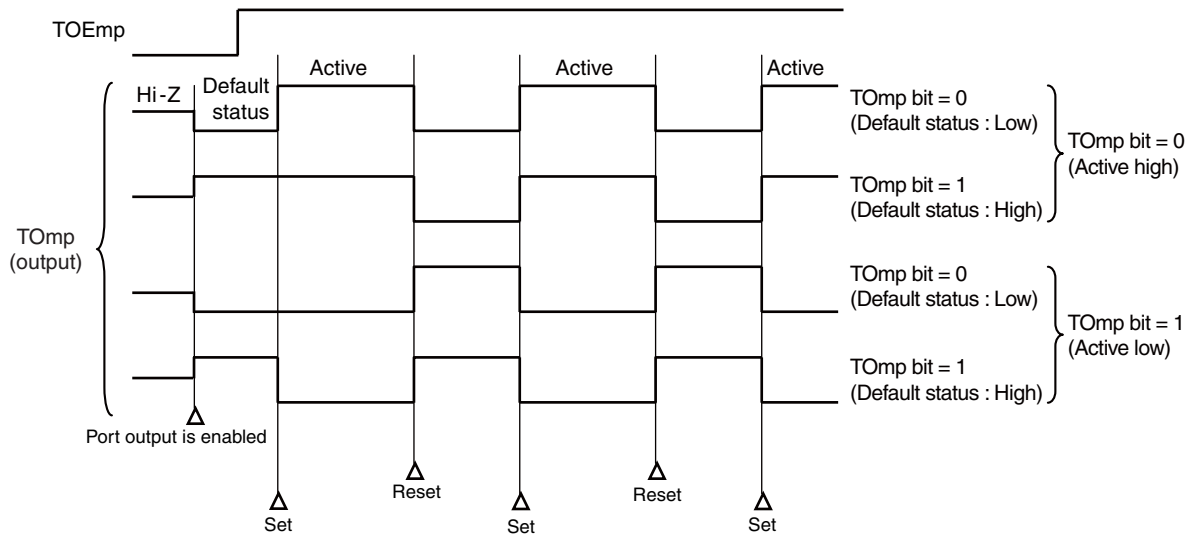 TOEmp
Active
Active
Active
Hi-Z
Default
status
TOmp bit = 0
(Default status : Low)
TOmp bit = 0
(Active high)
TOmp bit = 1
(Default status : High)
TOmp
(output)
TOmp bit = 0
(Default status : Low)
TOmp bit = 1
(Active low)
TOmp bit = 1
(Default status : High)
Port output is enabled
Reset
Reset
Set
Set
Set